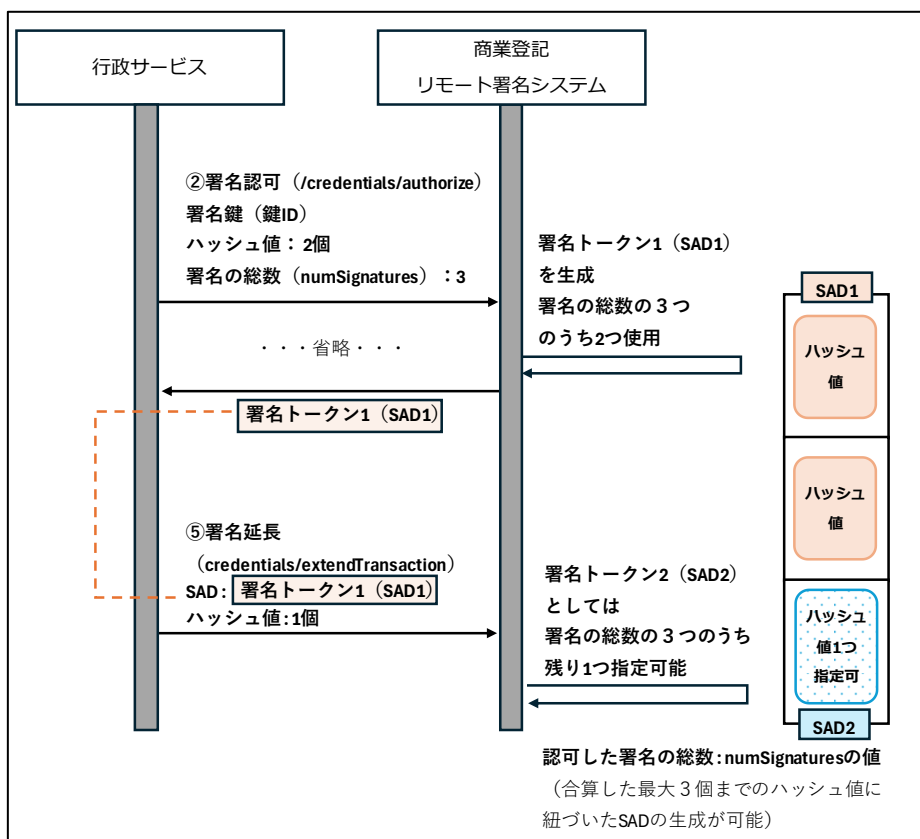 行政サービス
商業登記
リモート署名システム
②署名認可（/credentials/authorize）
署名鍵（鍵ID）
ハッシュ値： 2個
署名の総数（numSignatures）：3
署名トークン1（SAD1）
を生成
署名の総数の３つ
のうち2つ使用
・・・省略・・・
署名トークン1（SAD1）
SAD1
ハッシュ
値
ハッシュ
値
ハッシュ
値1つ
指定可
SAD2
⑤署名延長
（credentials/extendTransaction）
SAD: 署名トークン1（SAD1）
ハッシュ値:1個
署名トークン2（SAD2）
としては
署名の総数の３つのうち
残り1つ指定可能
認可した署名の総数:numSignaturesの値
（合算した最大３個までのハッシュ値に
紐づいたSADの生成が可能）